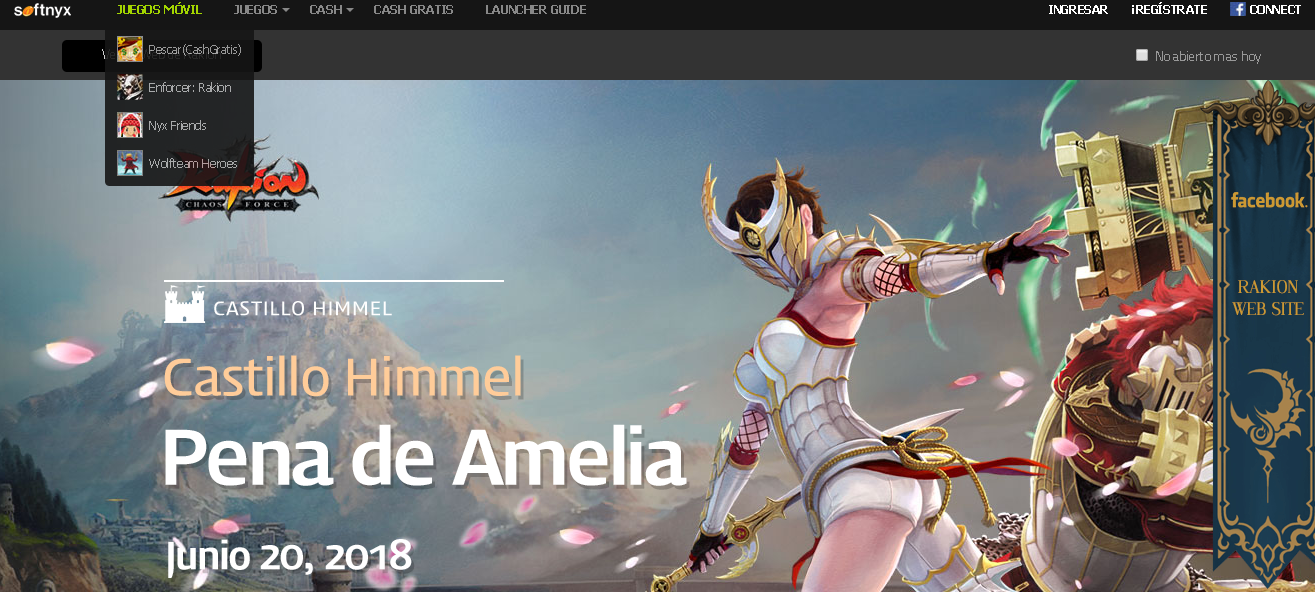 softnyx
JUEGOS MÓVIL
JUEGOS
CASH
CASH GRATIS
LAUNCHER GUIDE
INGRESAR
¡REGÍSTRATE
CONNECT
Pescar(CashGratis)
Enforcer: Rakion
Nyx Friends
Wolfteam Heroes
No abierto mas hoy
Rakion
CHAOS FORCE
CASTILLO HIMMEL
Castillo Himmel
Pena de Amelia
Junio 20, 2018
facebook.
RAKION
WEB SITE